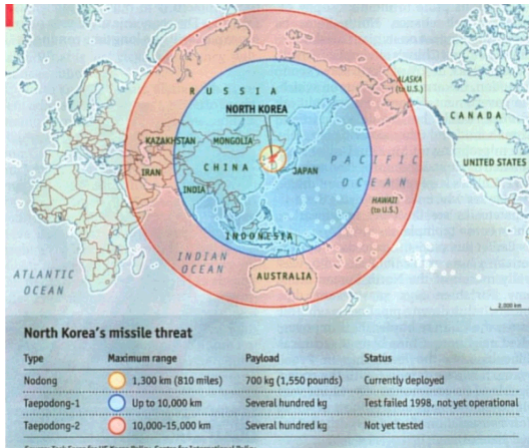 RUSSIA
ALASKA
(to U.S.)
CANADA
NORTH KOREA
KAZAKHSTAN
MONGOLIA
UNITED STATES
PACIFIC
OCEAN
IRAN
CHINA
JAPAN
INDIA
HAWAII
(to U.S.)
INDONESIA
INDIAN
OCEAN
ATLANTIC
OCEAN
AUSTRALIA
North Korea's missile threat
Type Maximum range Payload Status
Nodong 1,300 km (810 miles) 700 kg (1,550 pounds) Currently deployed
Taepodong-1 Up to 10,000 km Several hundred kg Test failed 1998, not yet operational
Taepodong-2 10,000-15,000 km Several hundred kg Not yet tested